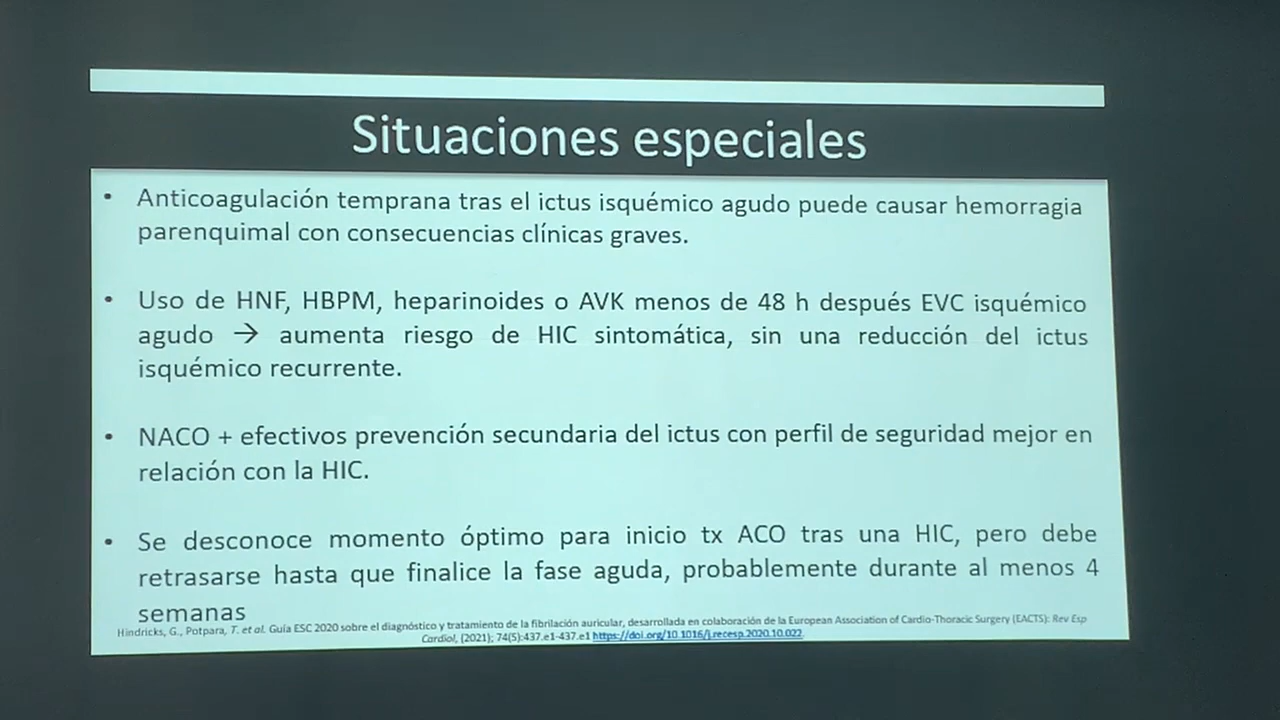 Situaciones especiales
• Anticoagulación temprana tras el ictus isquémico agudo puede causar hemorragia
parenquimal con consecuencias clínicas graves.
• Uso de HNF, HBPM, heparinoides o AVK menos de 48 h después EVC isquémico
agudo → aumenta riesgo de HIC sintomática, sin una reducción del ictus
isquémico recurrente.
• NACO + efectivos prevención secundaria del ictus con perfil de seguridad mejor en
relación con la HIC.
• Se desconoce momento óptimo para inicio tx ACO tras una HIC, pero debe
retrasarse hasta que finalice la fase aguda, probablemente durante al menos 4
semanas
Hindricks, G., Potpara, T. et al. Guía ESC 2020 sobre el diagnóstico y tratamiento de la fibrilación auricular, desarrollada en colaboración de la European Association of Cardio-Thoracic Surgery (EACTS): Rev Esp
Cardiol, (2021); 74(5):437.e1-437.e1 https://doi.org/10.1016/j.recesp.2020.10.022.